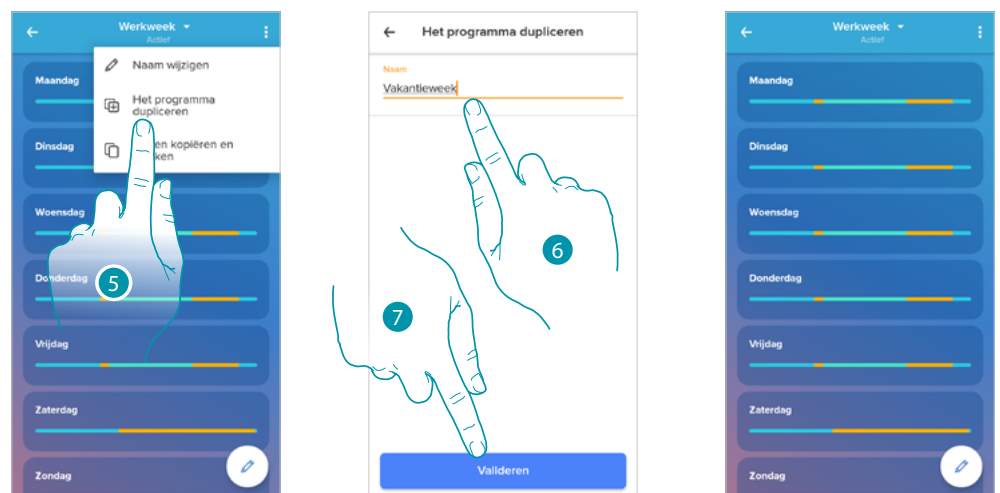 Werkweek
Actief
Naam wijzigen
Het programma
dupliceren
en kopiëren en
ken
Maandag
Dinsdag
Woensdag
Donderdag
Vrijdag
Zaterdag
Zondag
5
Het programma dupliceren
Naam
Vakantieweek
6
7
Valideren
Werkweek
Actief
Maandag
Dinsdag
Woensdag
Donderdag
Vrijdag
Zaterdag
Zondag